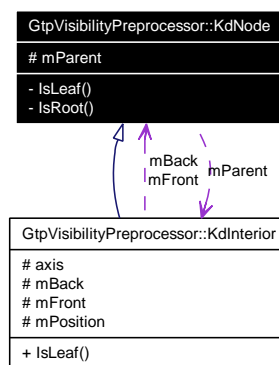 GtpVisibilityPreprocessor::KdNode
# mParent
- IsLeaf()
- IsRoot()
mBack
mFront
mParent
GtpVisibilityPreprocessor::KdInterior
# axis
# mBack
# mFront
# mPosition
+ IsLeaf()